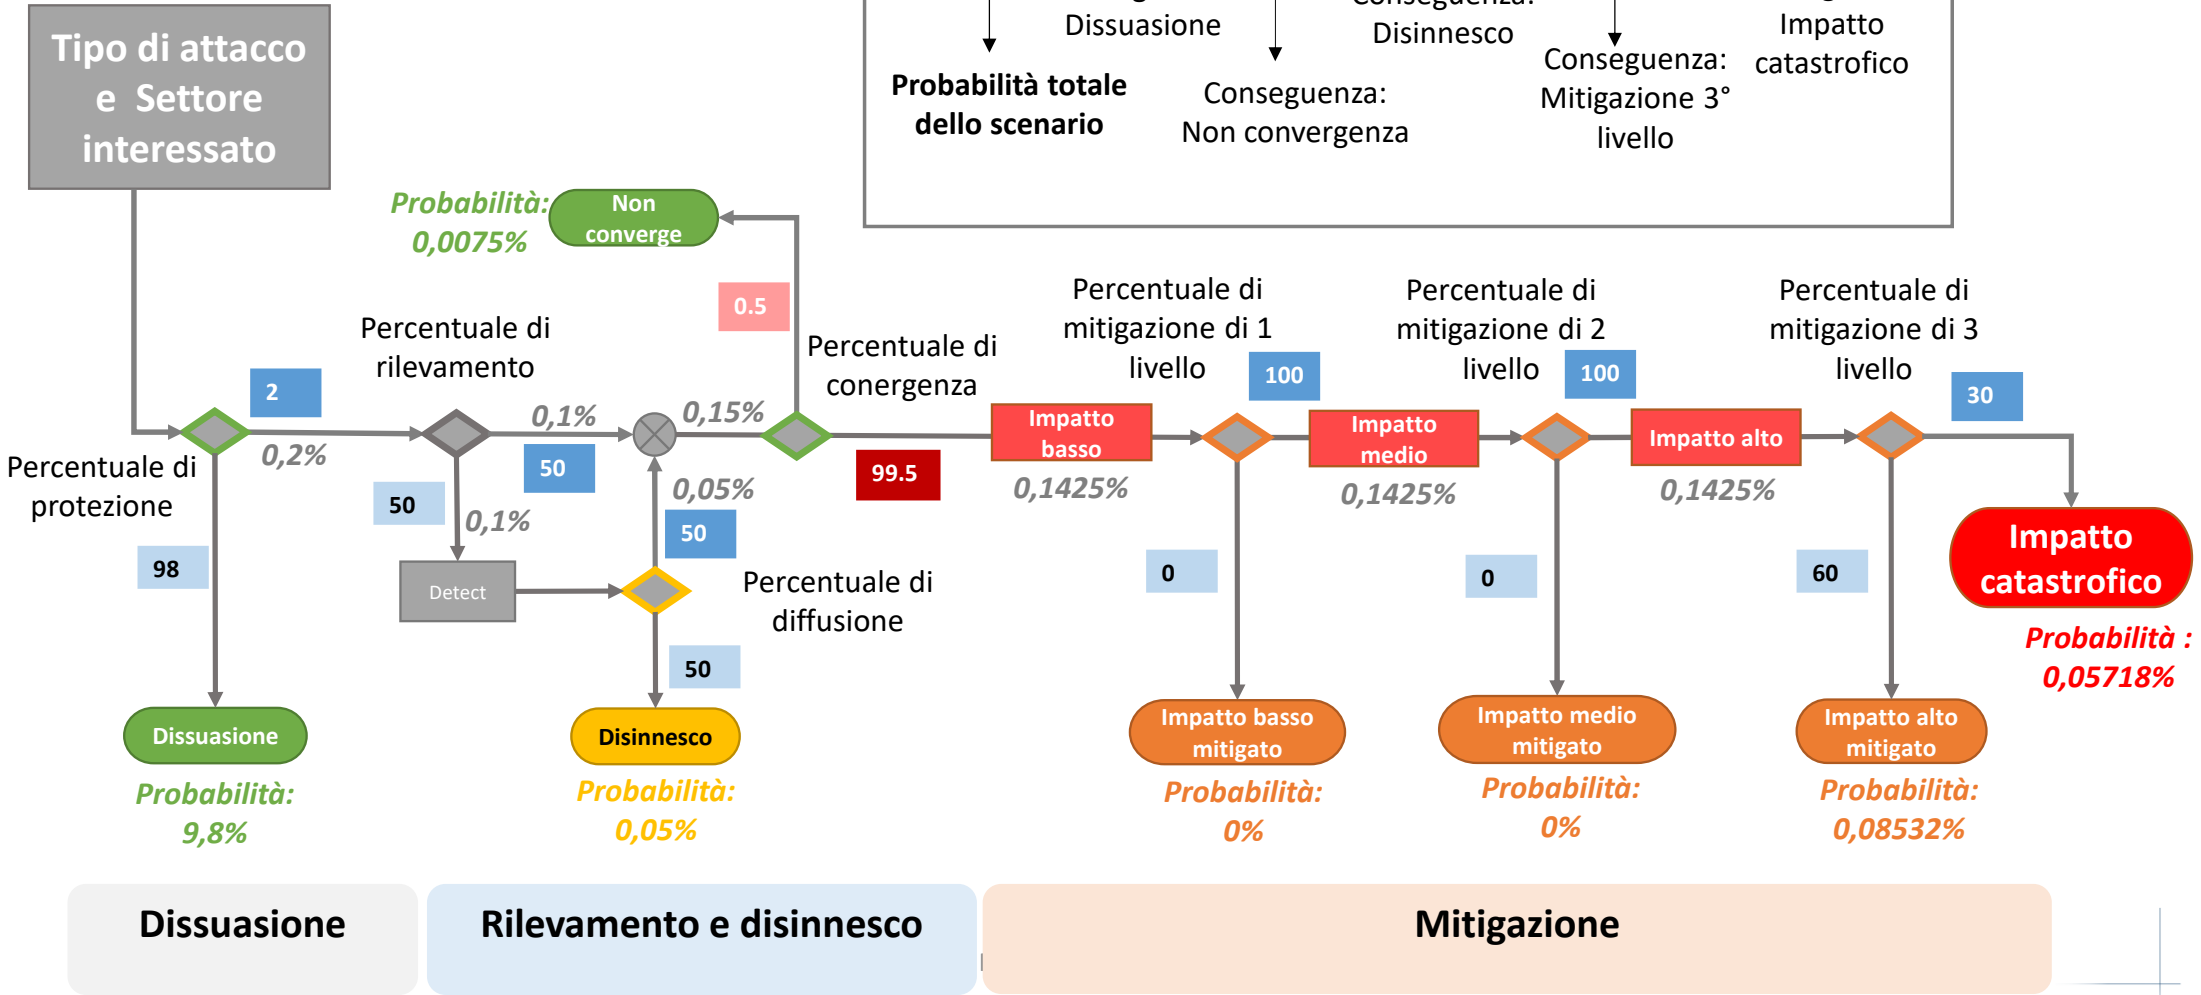 Tipo di attacco
e Settore
interessato
Dissuasione
Disinnesco
Impatto
catastrofico
Probabilità totale
dello scenario
Conseguenza:
Non convergenza
Conseguenza:
Mitigazione 3°
livello
Probabilità:
0,0075%
Non
converge
0.5
Percentuale di
rilevamento
Percentuale di
conergenza
Percentuale di
mitigazione di 1
livello
Percentuale di
mitigazione di 2
livello
Percentuale di
mitigazione di 3
livello
2
0,2%
0,1%
50
0,15%
99.5
100
100
30
Impatto
basso
0,1425%
Impatto
medio
0,1425%
Impatto alto
0,1425%
Percentuale di
protezione
98
50
0,1%
Detect
0,05%
50
Percentuale di
diffusione
50
0
0
60
Impatto
catastrofico
Probabilità :
0,05718%
Dissuasione
Probabilità:
9,8%
Disinnesco
Probabilità:
0,05%
Impatto basso
mitigato
Probabilità:
0%
Impatto medio
mitigato
Probabilità:
0%
Impatto alto
mitigato
Probabilità:
0,08532%
Dissuasione
Rilevamento e disinnesco
Mitigazione